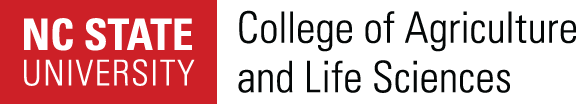 NC STATE
UNIVERSITY
College of Agriculture
and Life Sciences